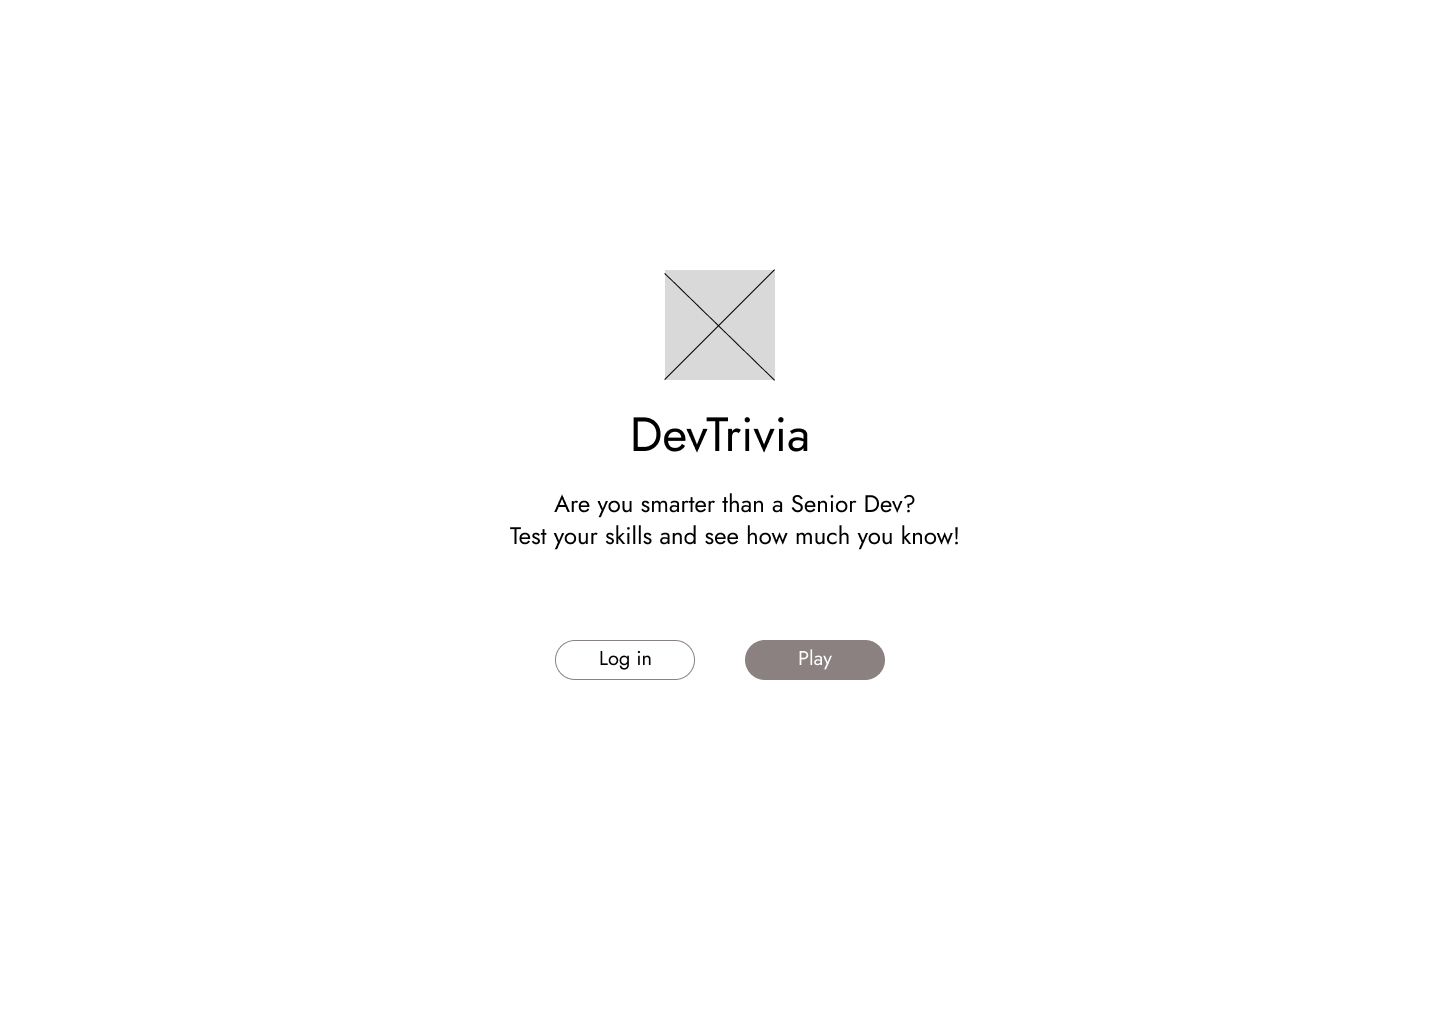 DevTrivia
Are you smarter than a Senior Dev?
Test your skills and see how much you know!
Log in
Play